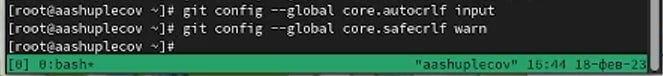 [root@aashuplecov ~]# git config --global core.autocrlf input
[root@aashuplecov ~]# git config --global core.safecrlf warn
[root@aashuplecov ~]#
[0] 0:bash* "aashuplecov" 16:44 18-фев-23